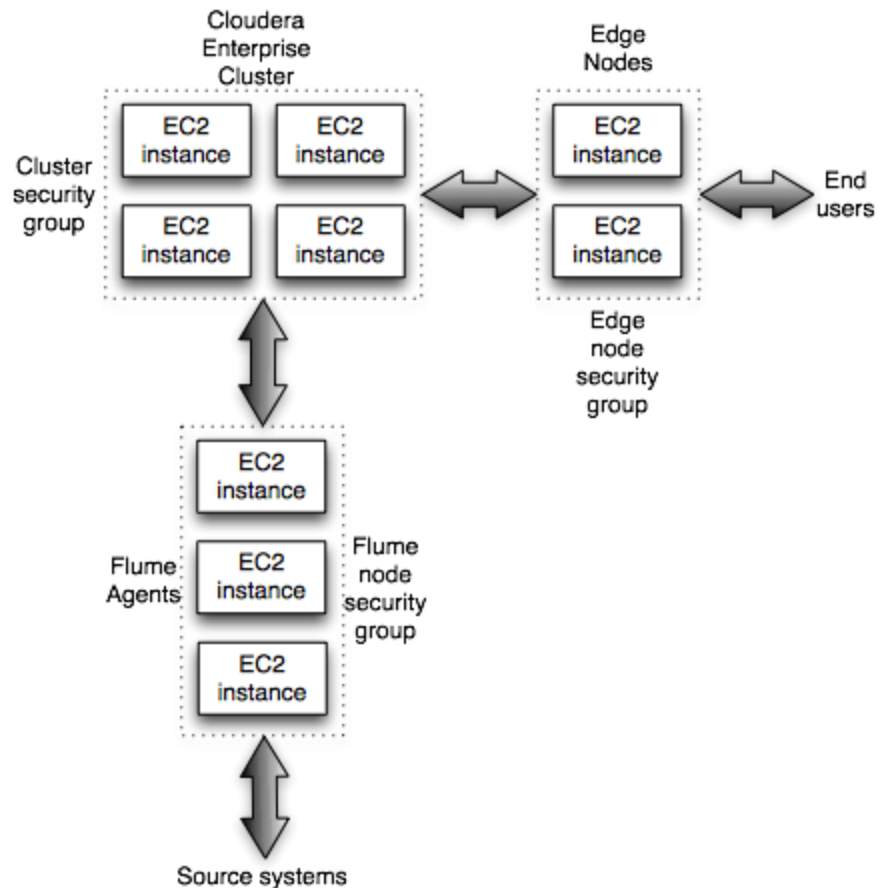 Cloudera
Enterprise
Cluster
Edge
Nodes
Cluster
security
group
EC2
instance
EC2
instance
EC2
instance
EC2
instance
EC2
instance
EC2
instance
End
users
Edge
node
security
group
Flume
Agents
EC2
instance
EC2
instance
EC2
instance
Flume
node
security
group
Source systems